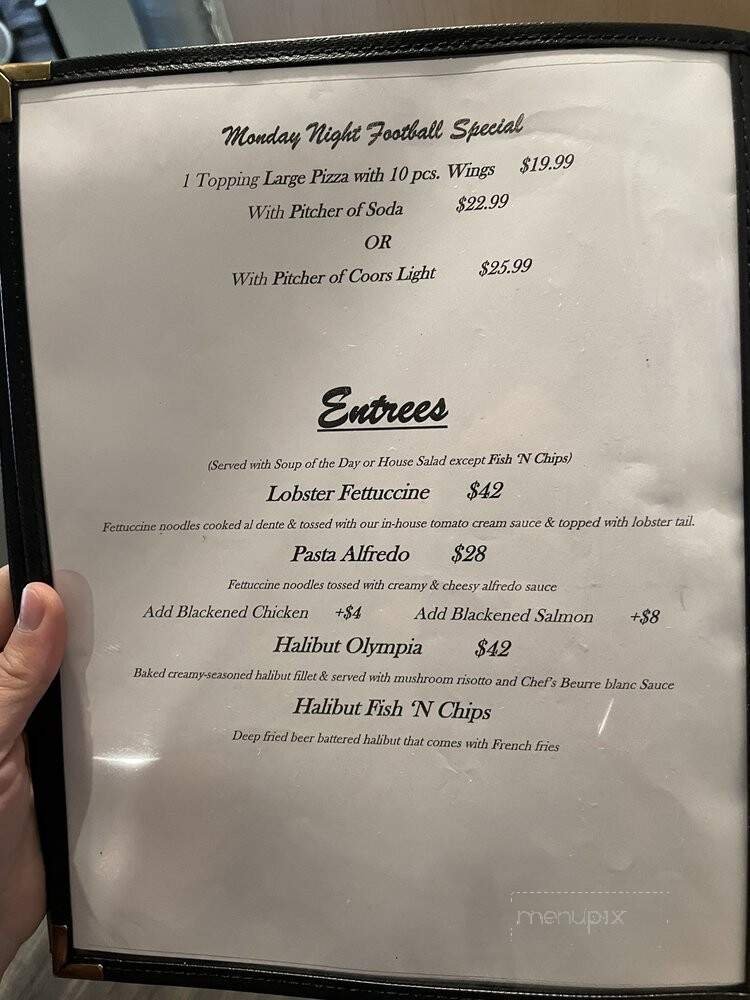 Monday Night Football Special
1 Topping Large Pizza with 10 pcs. Wings $19.99
With Pitcher of Soda $22.99
OR
With Pitcher of Coors Light $25.99
Entrees
(Served with Soup of the Day or House Salad except Fish 'N Chips)
Lobster Fettuccine $42
Fettuccine noodles cooked al dente & tossed with our in-house tomato cream sauce & topped with lobster tail.
Pasta Alfredo $28
Fettuccine noodles tossed with creamy & cheesy alfredo sauce
Add Blackened Chicken +$4 Add Blackened Salmon +$8
Halibut Olympia $42
Baked creamy-seasoned halibut fillet & served with mushroom risotto and Chef's Beurre blanc Sauce
Halibut Fish 'N Chips
Deep fried beer battered halibut that comes with French fries
menupix